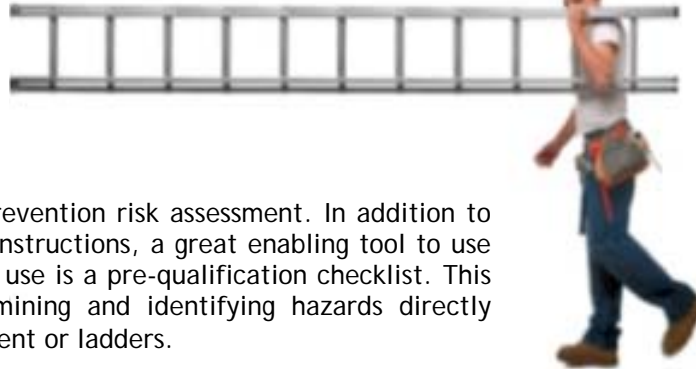 revention risk assessment. In addition to
nstructions, a great enabling tool to use
use is a pre-qualification checklist. This
mining and identifying hazards directly
ent or ladders.